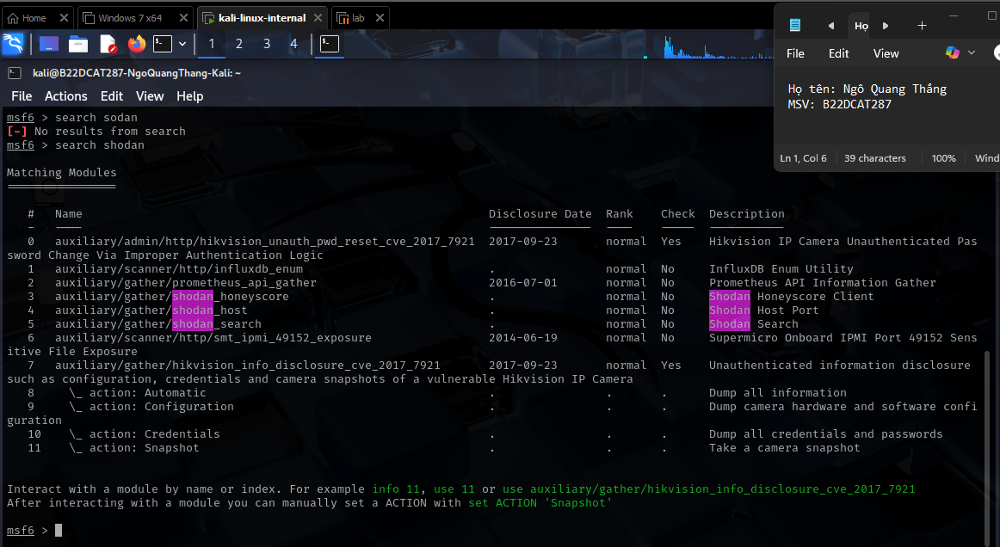 Home
Windows 7 x64
kali-linux-internal
lab
1 2 3 4
kali@B22DCAT287-NgoQuangThang-Kali: ~
File Actions Edit View Help
Họ
File Edit View
Họ tên: Ngô Quang Thắng
MSV: B22DCAT287
Ln 1, Col 6 39 characters 100% Wind
msf6 > search sodan
[-] No results from search
msf6 > search shodan
Matching Modules
================
# Name Disclosure Date Rank Check Description
- ---- --------------- ---- ----- -----------
0 auxiliary/admin/http/hikvision_unauth_pwd_reset_cve_2017_7921 2017-09-23 normal Yes Hikvision IP Camera Unauthenticated Pas
sword Change Via Improper Authentication Logic
1 auxiliary/scanner/http/influxdb_enum . normal No InfluxDB Enum Utility
2 auxiliary/gather/prometheus_api_gather 2016-07-01 normal No Prometheus API Information Gather
3 auxiliary/gather/shodan_honeyscore . normal No Shodan Honeyscore Client
4 auxiliary/gather/shodan_host . normal No Shodan Host Port
5 auxiliary/gather/shodan_search . normal No Shodan Search
6 auxiliary/scanner/http/smt_ipmi_49152_exposure 2014-06-19 normal No Supermicro Onboard IPMI Port 49152 Sens
itive File Exposure
7 auxiliary/gather/hikvision_info_disclosure_cve_2017_7921 2017-09-23 normal Yes Unauthenticated information disclosure
such as configuration, credentials and camera snapshots of a vulnerable Hikvision IP Camera
8 \_ action: Automatic . . . Dump all information
9 \_ action: Configuration . . . Dump camera hardware and software confi
guration
10 \_ action: Credentials . . . Dump all credentials and passwords
11 \_ action: Snapshot . . . Take a camera snapshot
Interact with a module by name or index. For example info 11, use 11 or use auxiliary/gather/hikvision_info_disclosure_cve_2017_7921
After interacting with a module you can manually set a ACTION with set ACTION 'Snapshot'
msf6 >